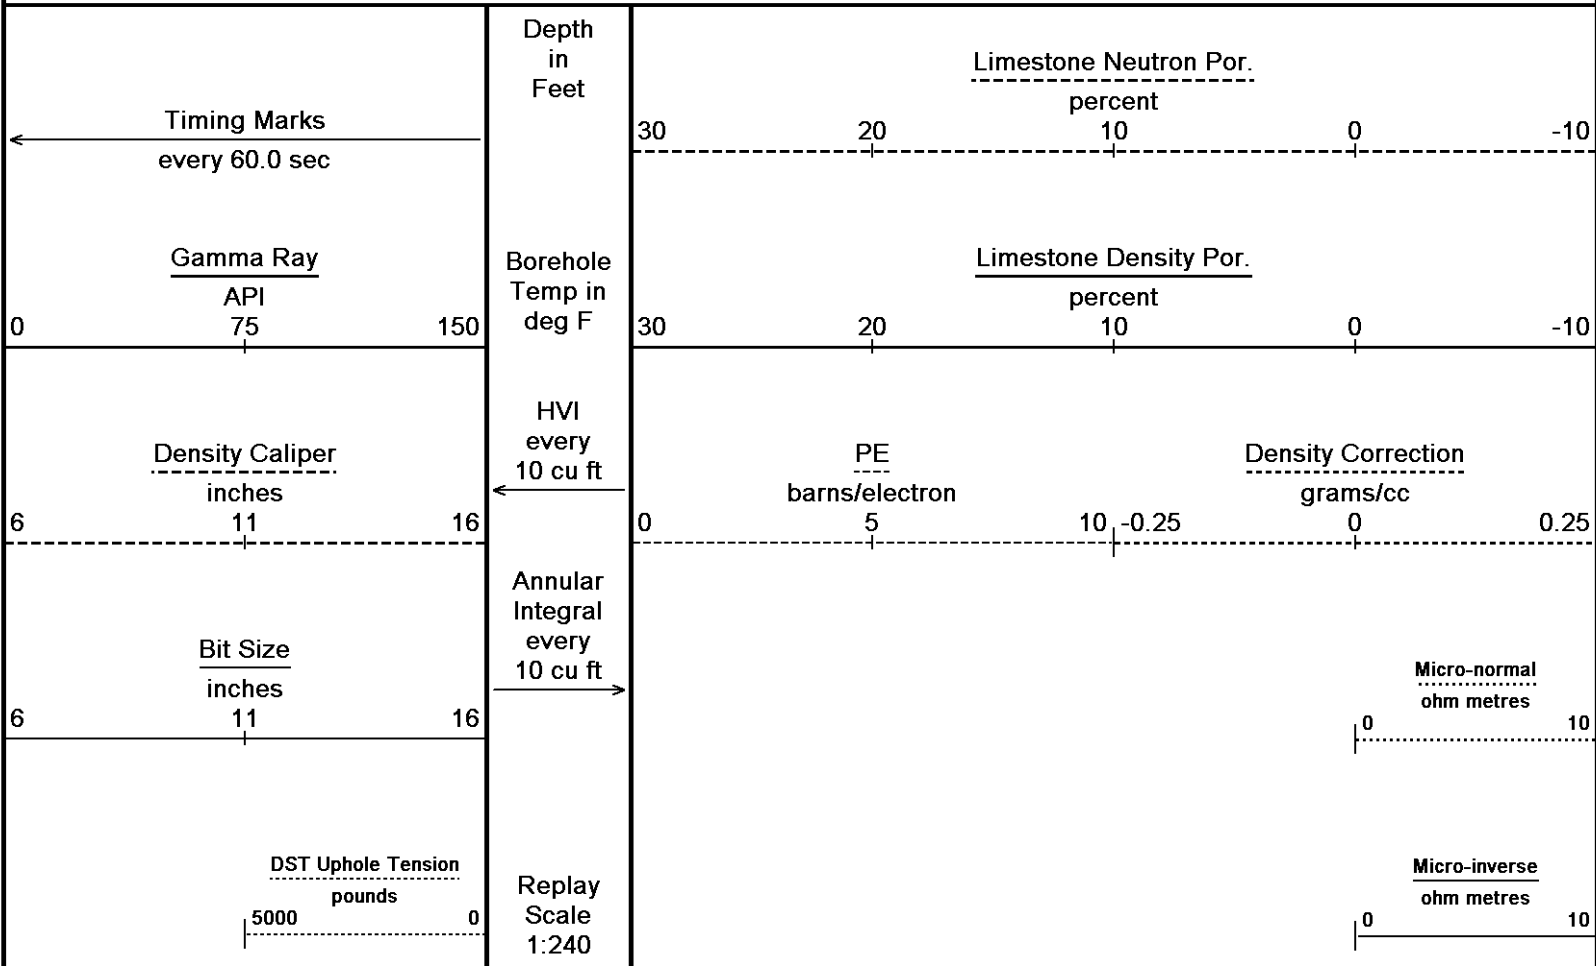 Depth
in
Feet
Timing Marks
every 60.0 sec
Limestone Neutron Por.
percent
30 20 10 0 -10
Gamma Ray
API
0 75 150
Borehole
Temp in
deg F
Limestone Density Por.
percent
30 20 10 0 -10
Density Caliper
inches
6 11 16
HVI
every
10 cu ft
PE
barns/electron
0 5 10
Density Correction
grams/cc
-0.25 0 0.25
Annular
Integral
every
10 cu ft
Bit Size
inches
6 11 16
Micro-normal
ohm metres
0 10
DST Uphole Tension
pounds
5000 0
Replay
Scale
1:240
Micro-inverse
ohm metres
0 10